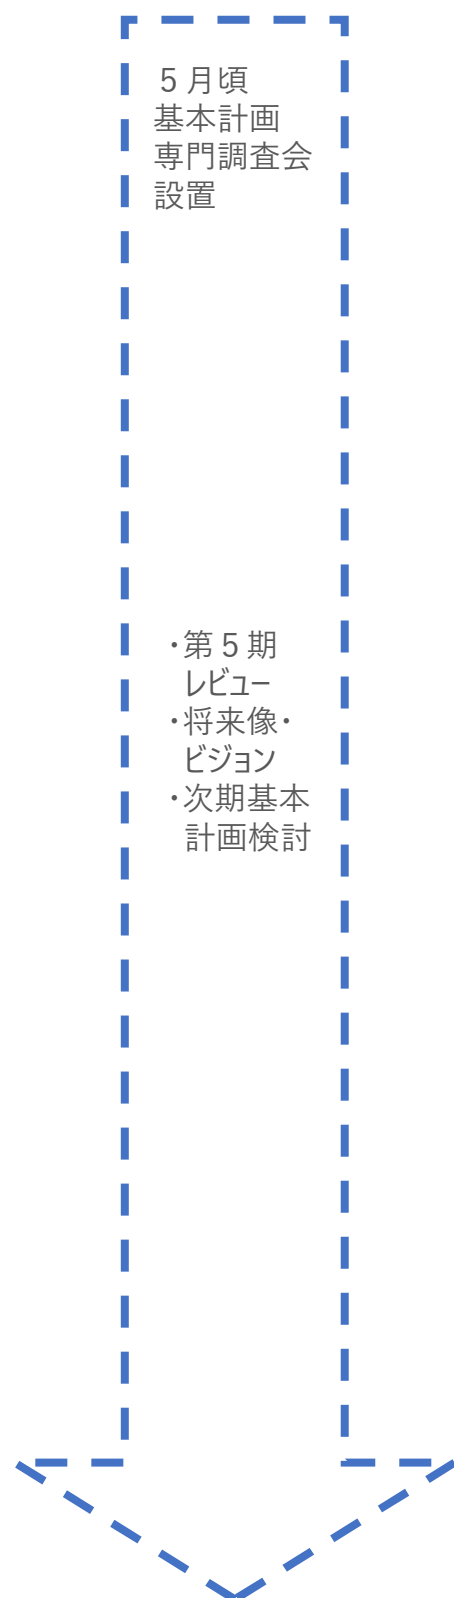 5月頃
基本計画
専門調査会
設置
・第5期
レビュー
・将来像・
ビジョン
・次期基本
計画検討